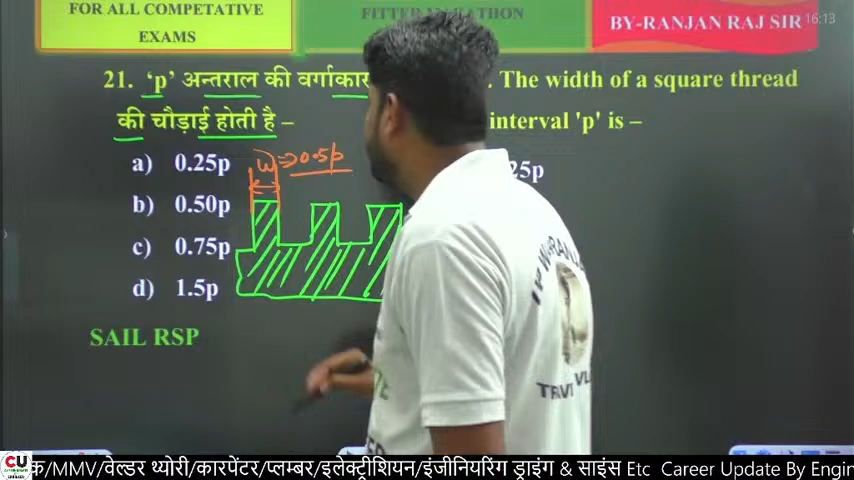 FOR ALL COMPETATIVE
EXAMS
FITTER
BY-RANJAN RAJ SIR
16:13
21. ‘p’ अन्तराल की वर्गाकार
की चौड़ाई होती है –
. The width of a square thread
interval 'p' is –
a) 0.25p
b) 0.50p
c) 0.75p
d) 1.5p
25p
W ⇒ 0.5p
SAIL RSP
CU
क/MMV/वेल्डर थ्योरी/कारपेंटर/प्लम्बर/इलेक्ट्रीशियन/इंजीनियरिंग ड्राइंग & साइंस Etc Career Update By Engin